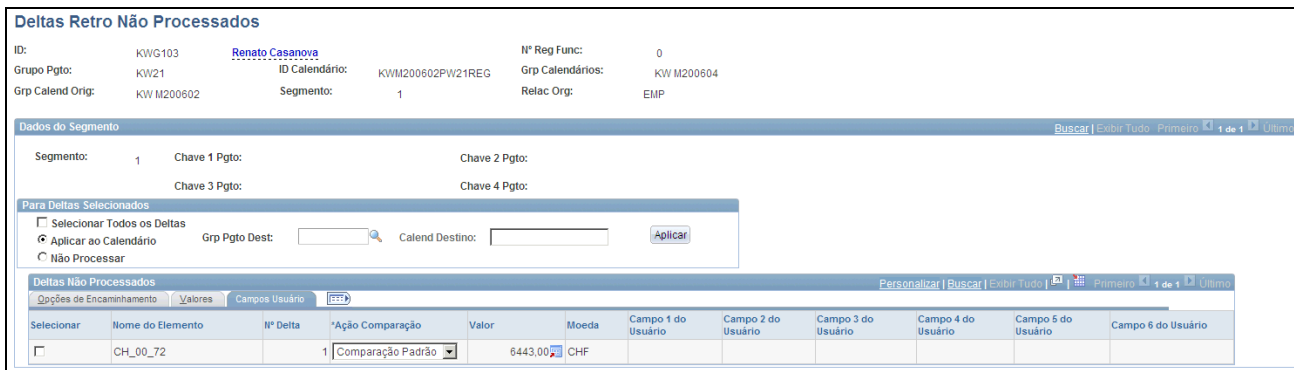 Deltas Retro Não Processados
ID: KWG103 Renato Casanova Nº Reg Func: 0
Grupo Pgto: KW21 ID Calendário: KWM200602PW21REG Grp Calendários: KW M200604
Grp Calend Orig: KW M200602 Segmento: 1 Relac Org: EMP
Dados do Segmento Buscar | Exibir Tudo Primeiro 1 de 1 Último
Segmento: 1 Chave 1 Pgto: Chave 2 Pgto:
Chave 3 Pgto: Chave 4 Pgto:
Para Deltas Selecionados
Selecionar Todos os Deltas
Aplicar ao Calendário Grp Pgto Dest: Calend Destino: Aplicar
Não Processar
Deltas Não Processados Personalizar | Buscar | Exibir Tudo | | Primeiro 1 de 1 Último
Opções de Encaminhamento Valores Campos Usuário
Selecionar Nome do Elemento Nº Delta *Ação Comparação Valor Moeda Campo 1 do Usuário Campo 2 do Usuário Campo 3 do Usuário Campo 4 do Usuário Campo 5 do Usuário Campo 6 do Usuário
CH_00_72 1 Comparação Padrão 6443,00 CHF